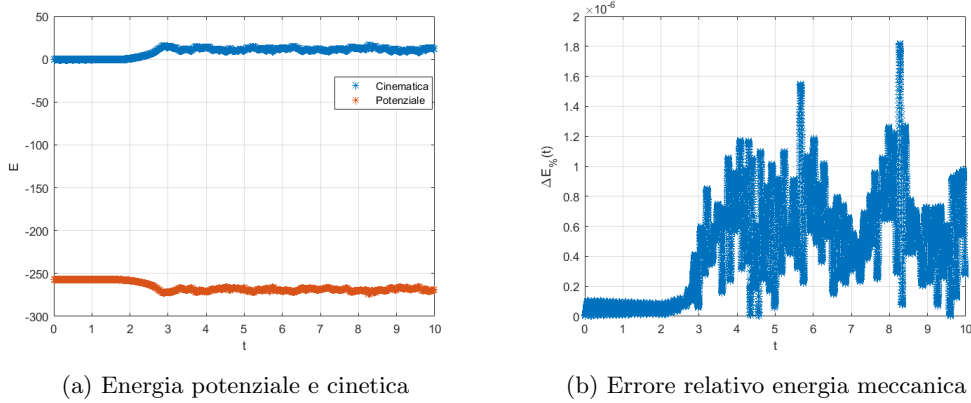 50
0
-50
-100
-150
-200
-250
-300
E
0 1 2 3 4 5 6 7 8 9 10
t
Cinematica
Potenziale
(a) Energia potenziale e cinetica
×10^-6
2
1.8
1.6
1.4
1.2
1
0.8
0.6
0.4
0.2
0
ΔE%(t)
0 1 2 3 4 5 6 7 8 9 10
t
(b) Errore relativo energia meccanica